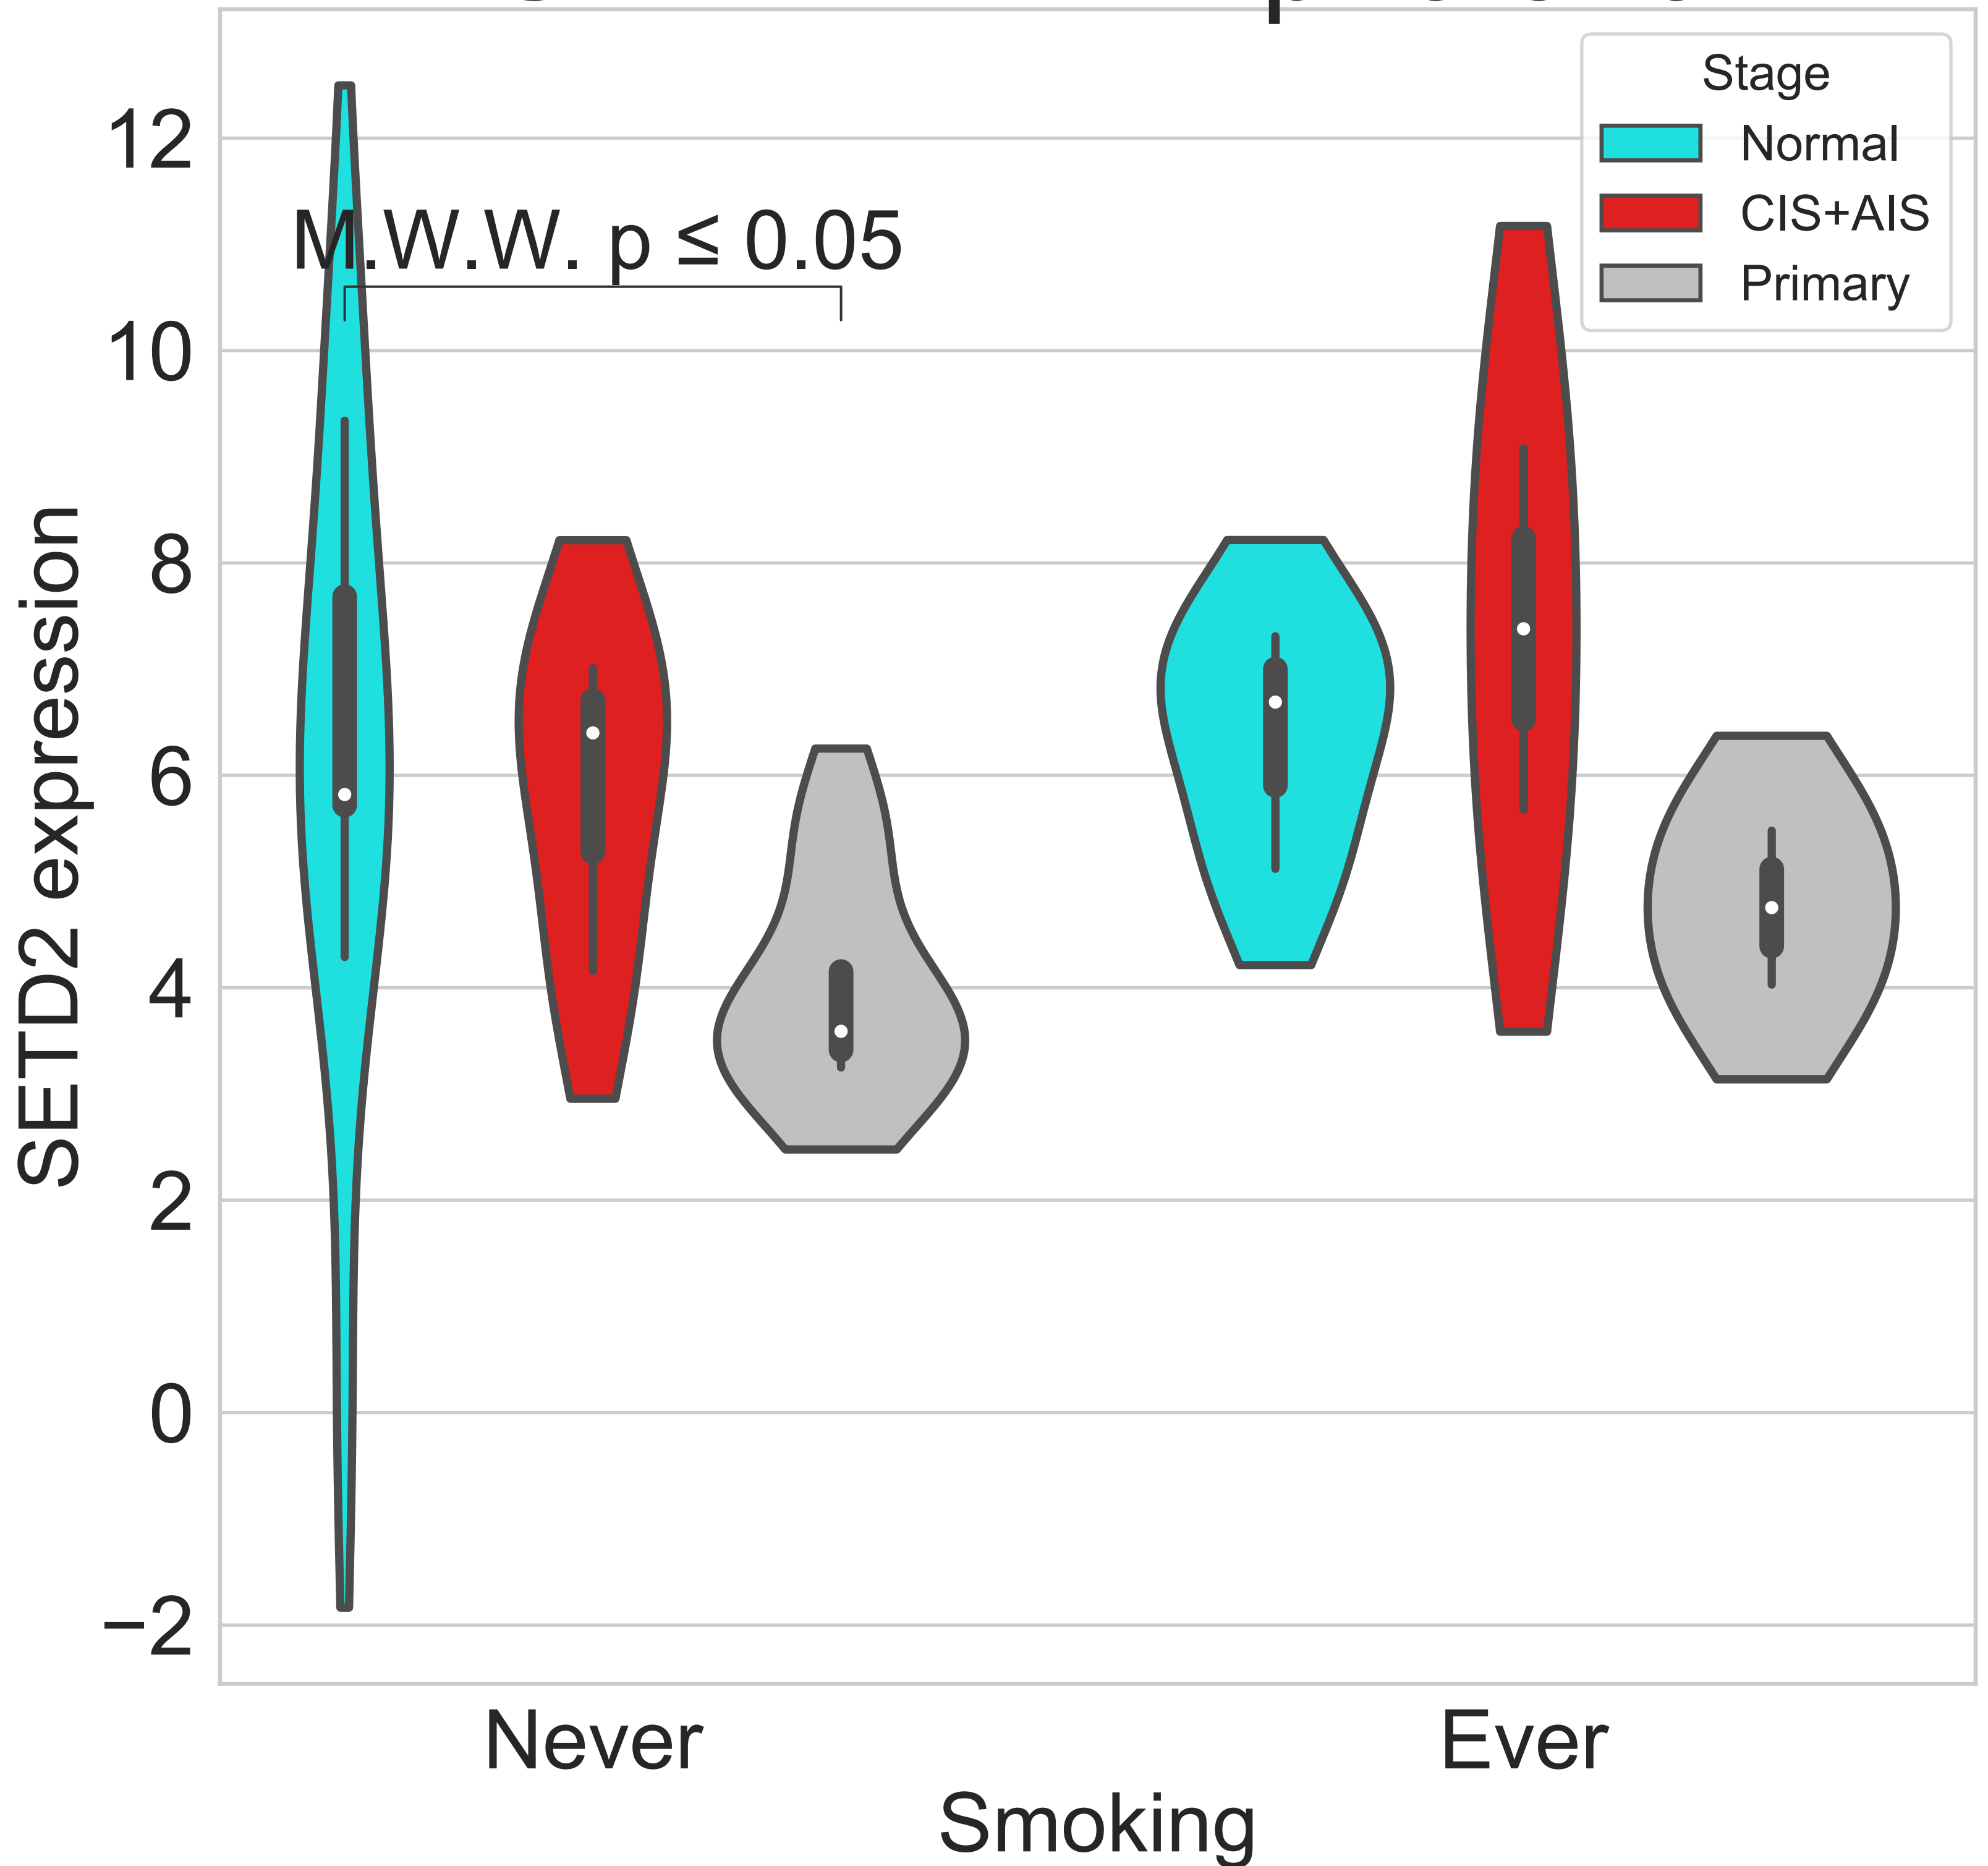 Stage
Normal
CIS+AIS
Primary
M.W.W. p ≤ 0.05
12
10
8
6
4
2
0
−2
SETD2 expression
Never
Ever
Smoking